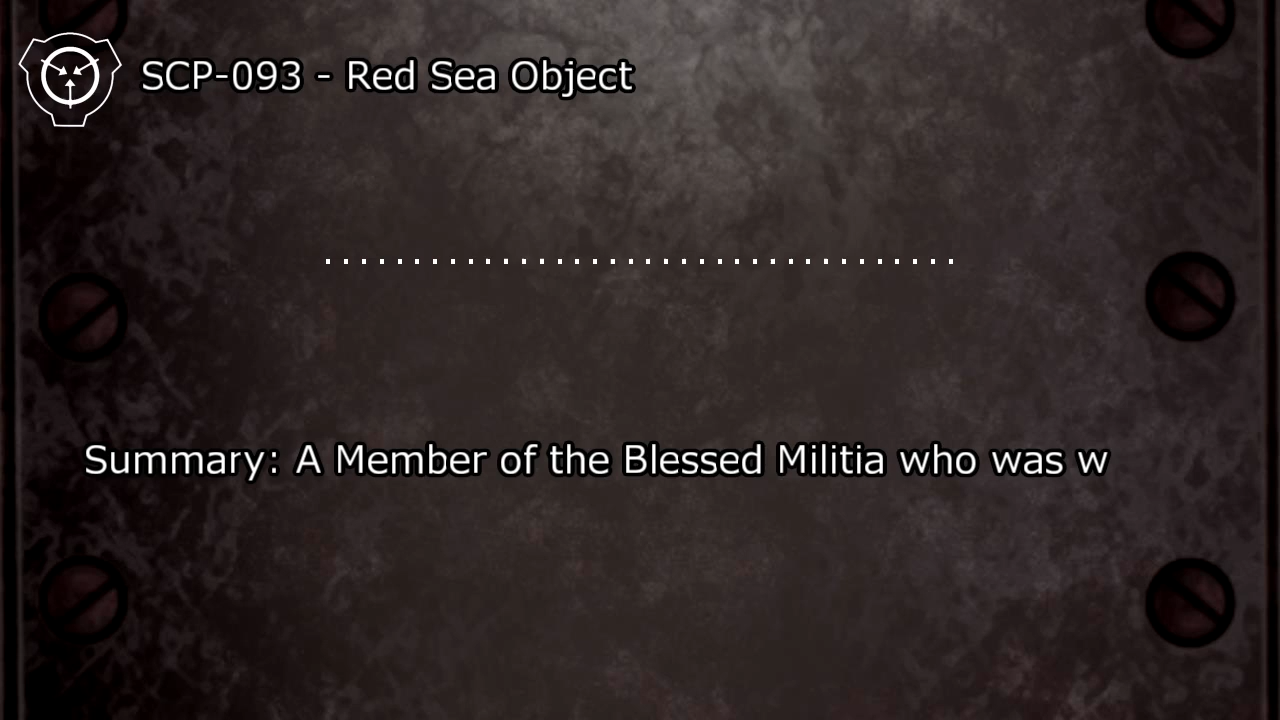 SCP-093 - Red Sea Object
....................................
Summary: A Member of the Blessed Militia who was w